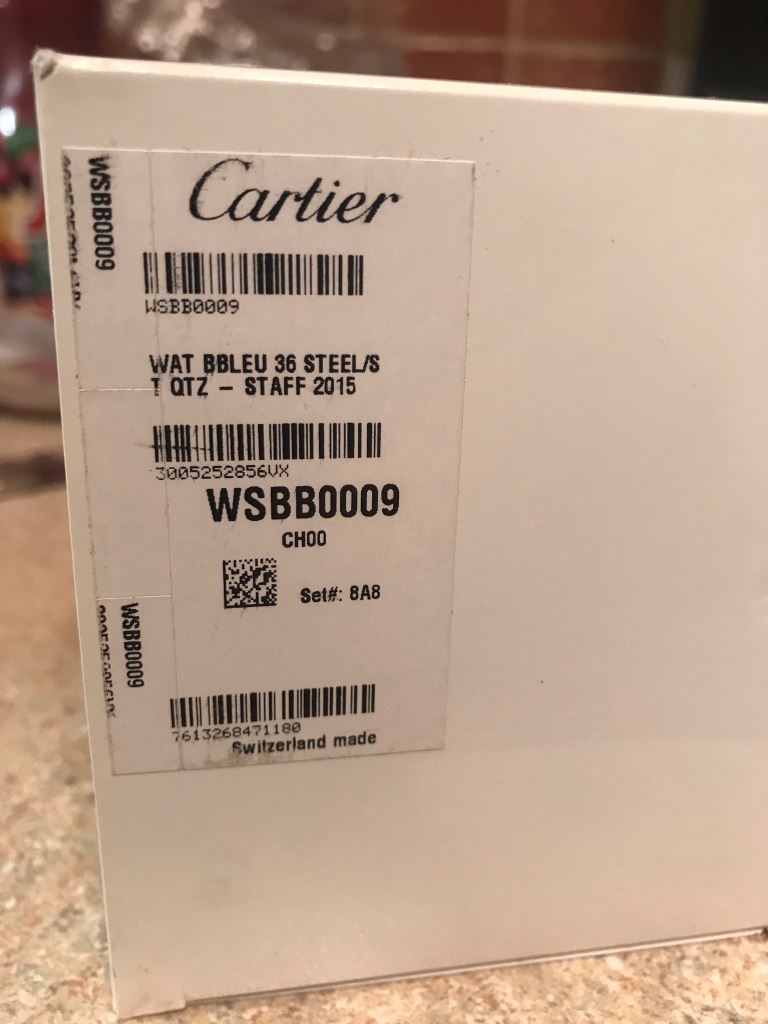 Cartier
WSBB0009
WSBB0009
WAT BBLEU 36 STEEL/S
T QTZ - STAFF 2015
3005252856VX
WSBB0009
CH00
Set#: 8A8
WSBB0009
7613268471180
Switzerland made